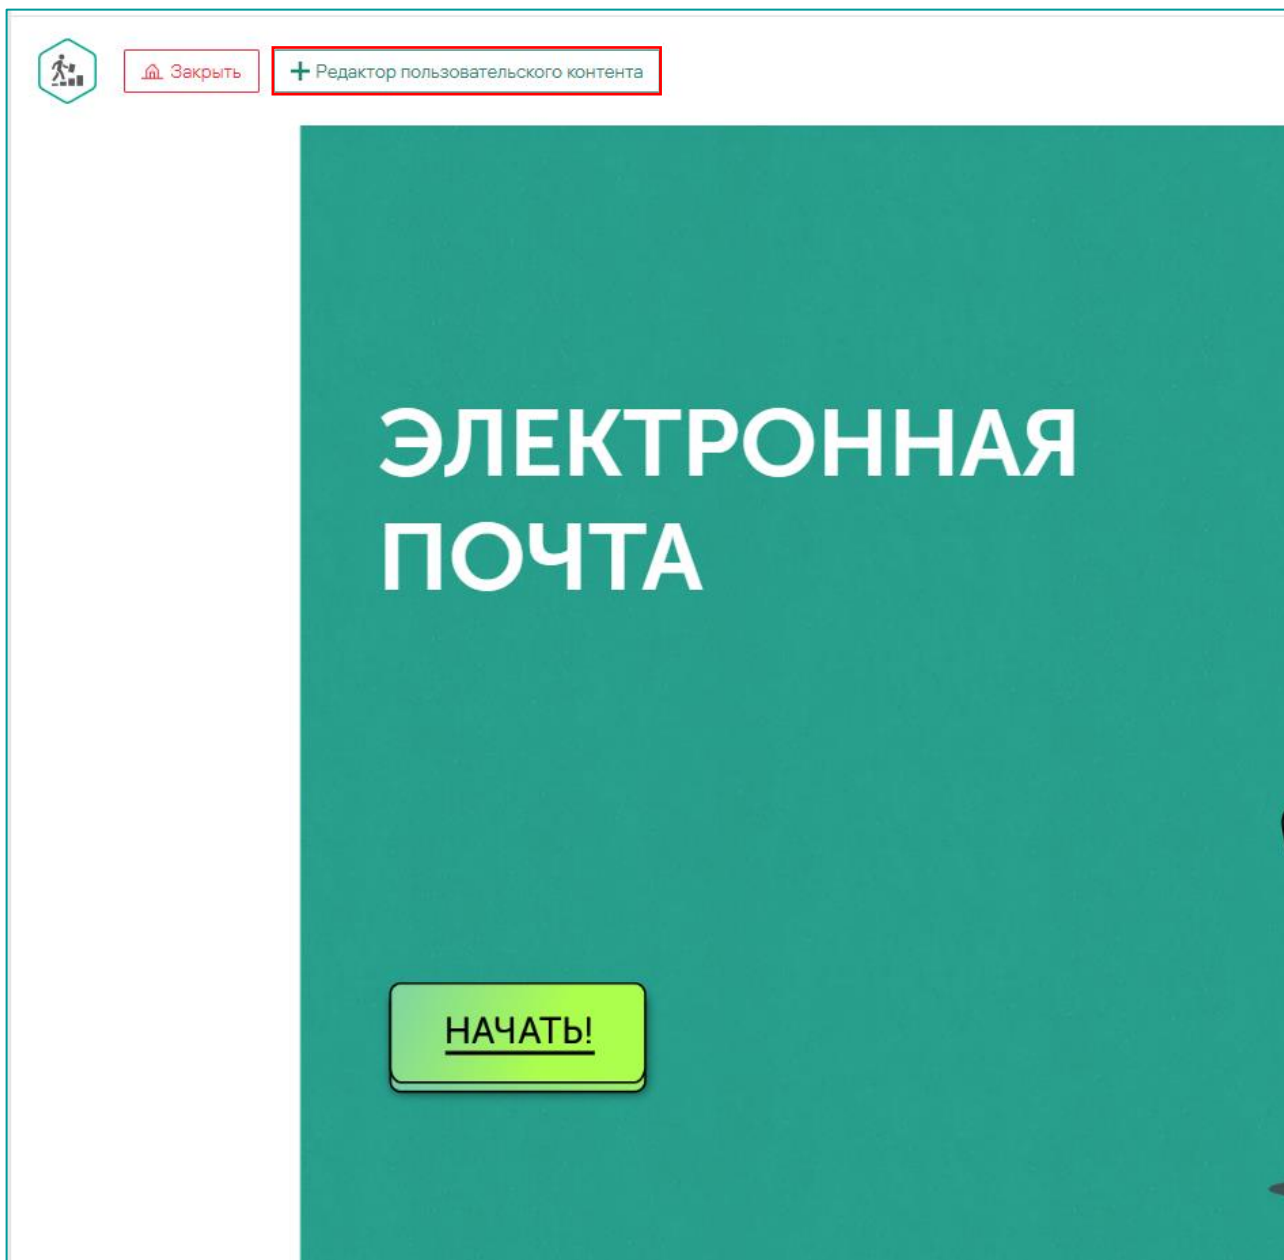 Закрыть
Редактор пользовательского контента
ЭЛЕКТРОННАЯ
ПОЧТА
НАЧАТЬ!